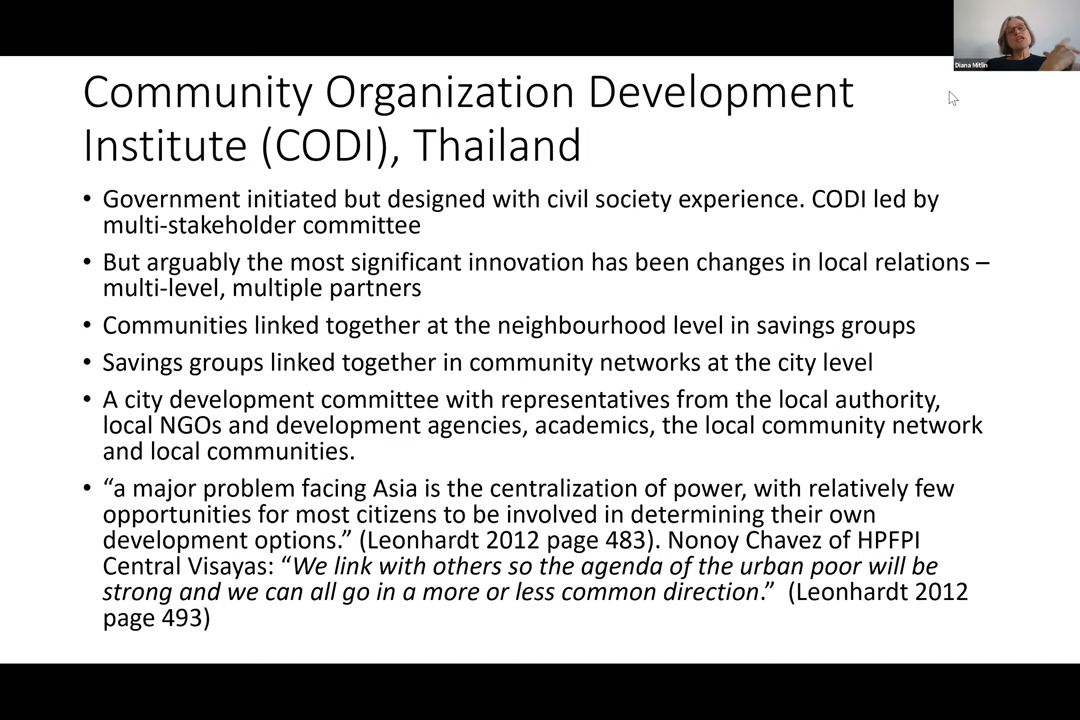 Diana Mitlin
Community Organization Development
Institute (CODI), Thailand
• Government initiated but designed with civil society experience. CODI led by
multi-stakeholder committee
• But arguably the most significant innovation has been changes in local relations –
multi-level, multiple partners
• Communities linked together at the neighbourhood level in savings groups
• Savings groups linked together in community networks at the city level
• A city development committee with representatives from the local authority,
local NGOs and development agencies, academics, the local community network
and local communities.
• “a major problem facing Asia is the centralization of power, with relatively few
opportunities for most citizens to be involved in determining their own
development options.” (Leonhardt 2012 page 483). Nonoy Chavez of HPFPI
Central Visayas: “We link with others so the agenda of the urban poor will be
strong and we can all go in a more or less common direction.” (Leonhardt 2012
page 493)